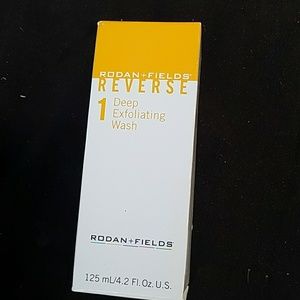 RODAN+FIELDS®
REVERSE
1 Deep
Exfoliating
Wash
RODAN+FIELDS®
125 mL/4.2 Fl. Oz. U.S.